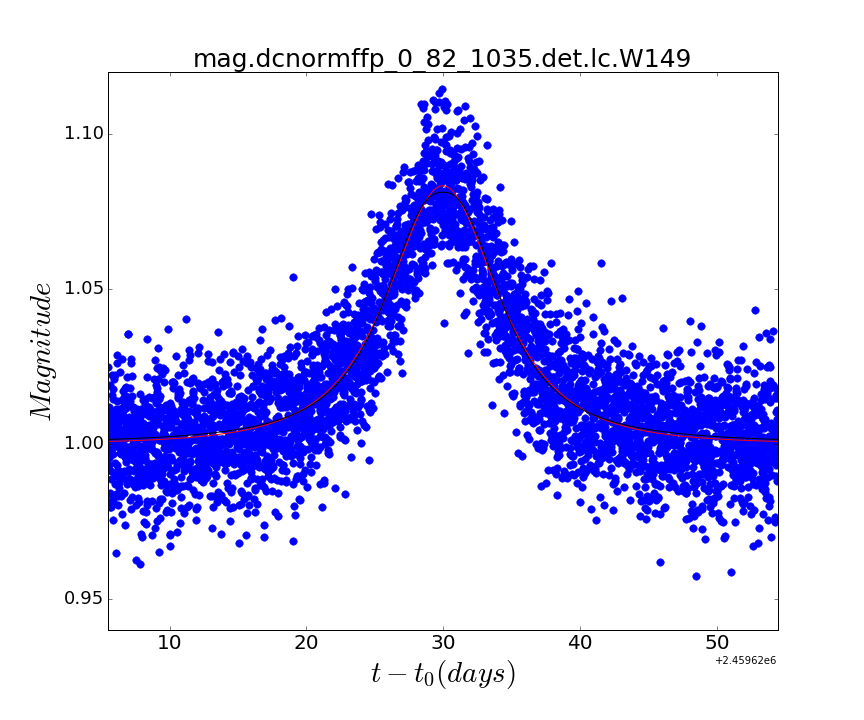 mag.dcnormffp_0_82_1035.det.lc.W149
1.10
1.05
1.00
0.95
Magnitude
10 20 30 40 50
+2.45962e6
t − t₀(days)